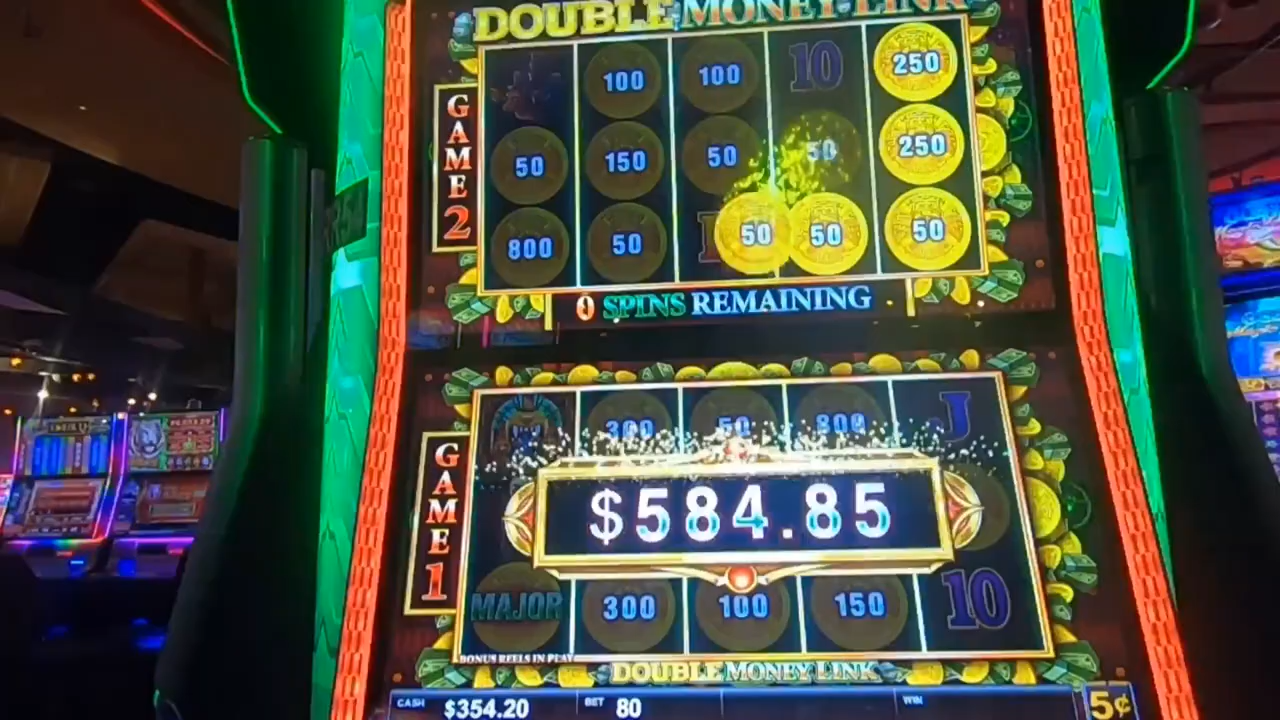 DOUBLE MONEY LINK
GAME 2
100 100 10 250
50 150 50 50 250
800 50 50 50 50
0 SPINS REMAINING
GAME 1
300 50 800 J
$584.85
MAJOR 300 100 150 10
BONUS REELS IN PLAY
DOUBLE MONEY LINK
CASH $354.20 BET 80 WIN 5¢